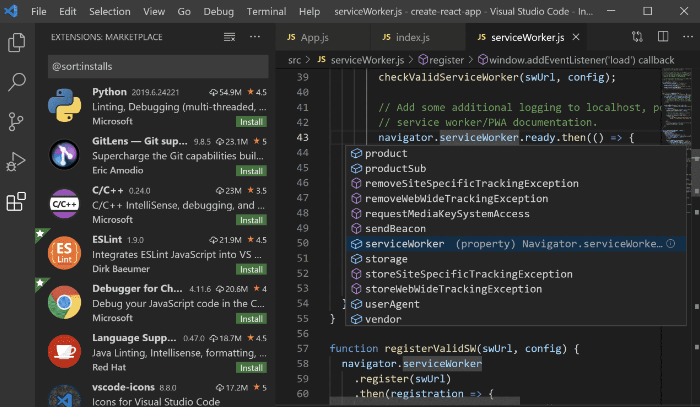 File Edit Selection View Go Debug Terminal Help serviceWorker.js - create-react-app - Visual Studio Code - In...
EXTENSIONS: MARKETPLACE
@sort:installs
Python 2019.6.24221 54.9M 4.5
Linting, Debugging (multi-threaded, ...
Microsoft Install
GitLens — Git sup... 9.8.5 23.1M 5
Supercharge the Git capabilities buil...
Eric Amodio Install
C/C++ 0.24.0 23M 3.5
C/C++ IntelliSense, debugging, and ...
Microsoft Install
ESLint 1.9.0 21.9M 4.5
Integrates ESLint JavaScript into VS ...
Dirk Baeumer Install
Debugger for Ch... 4.11.6 20.6M 4
Debug your JavaScript code in the C...
Microsoft Install
Language Supp... 0.47.0 18.7M 4.5
Java Linting, Intellisense, formatting, ...
Red Hat Install
vscode-icons 8.8.0 17.2M 5
Icons for Visual Studio Code
App.js index.js serviceWorker.js
src > serviceWorker.js > register > window.addEventListener('load') callback
39 checkValidServiceWorker(swUrl, config);
40
41 // Add some additional logging to localhost,
42 // service worker/PWA documentation.
43 navigator.serviceWorker.ready.then(() => {
44 product
45 productSub
46 removeSiteSpecificTrackingException
47 removeWebWideTrackingException
48 requestMediaKeySystemAccess
49 sendBeacon
50 serviceWorker (property) Navigator.serviceWorke...
51 storage
52 storeSiteSpecificTrackingException
53 storeWebWideTrackingException
54 } userAgent
55 } vendor
56
57 function registerValidSW(swUrl, config) {
58 navigator.serviceWorker
59 .register(swUrl)
60 .then(registration => {